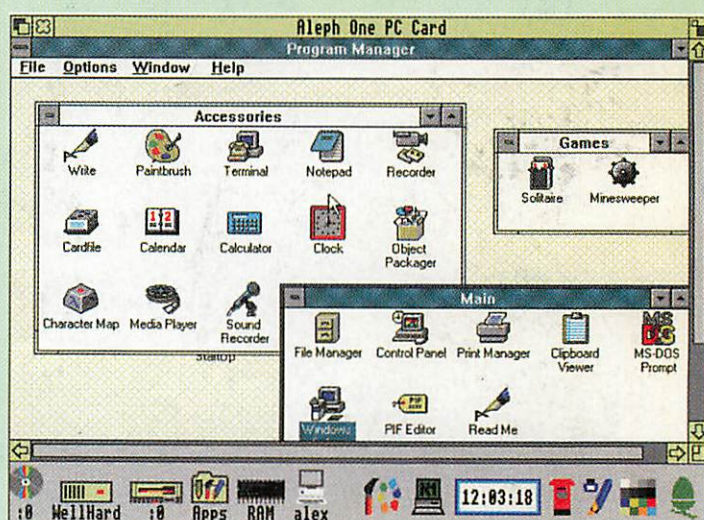 Aleph One PC Card
Program Manager
File Options Window Help
Accessories
Write Paintbrush Terminal Notepad Recorder
Cardfile Calendar Calculator Clock Object Packager
Character Map Media Player Sound Recorder
StartUp
Games
Solitaire Minesweeper
Main
File Manager Control Panel Print Manager Clipboard Viewer MS-DOS Prompt
Windows PIF Editor Read Me
:0 WellHard :0 Apps RAM alex 12:03:18